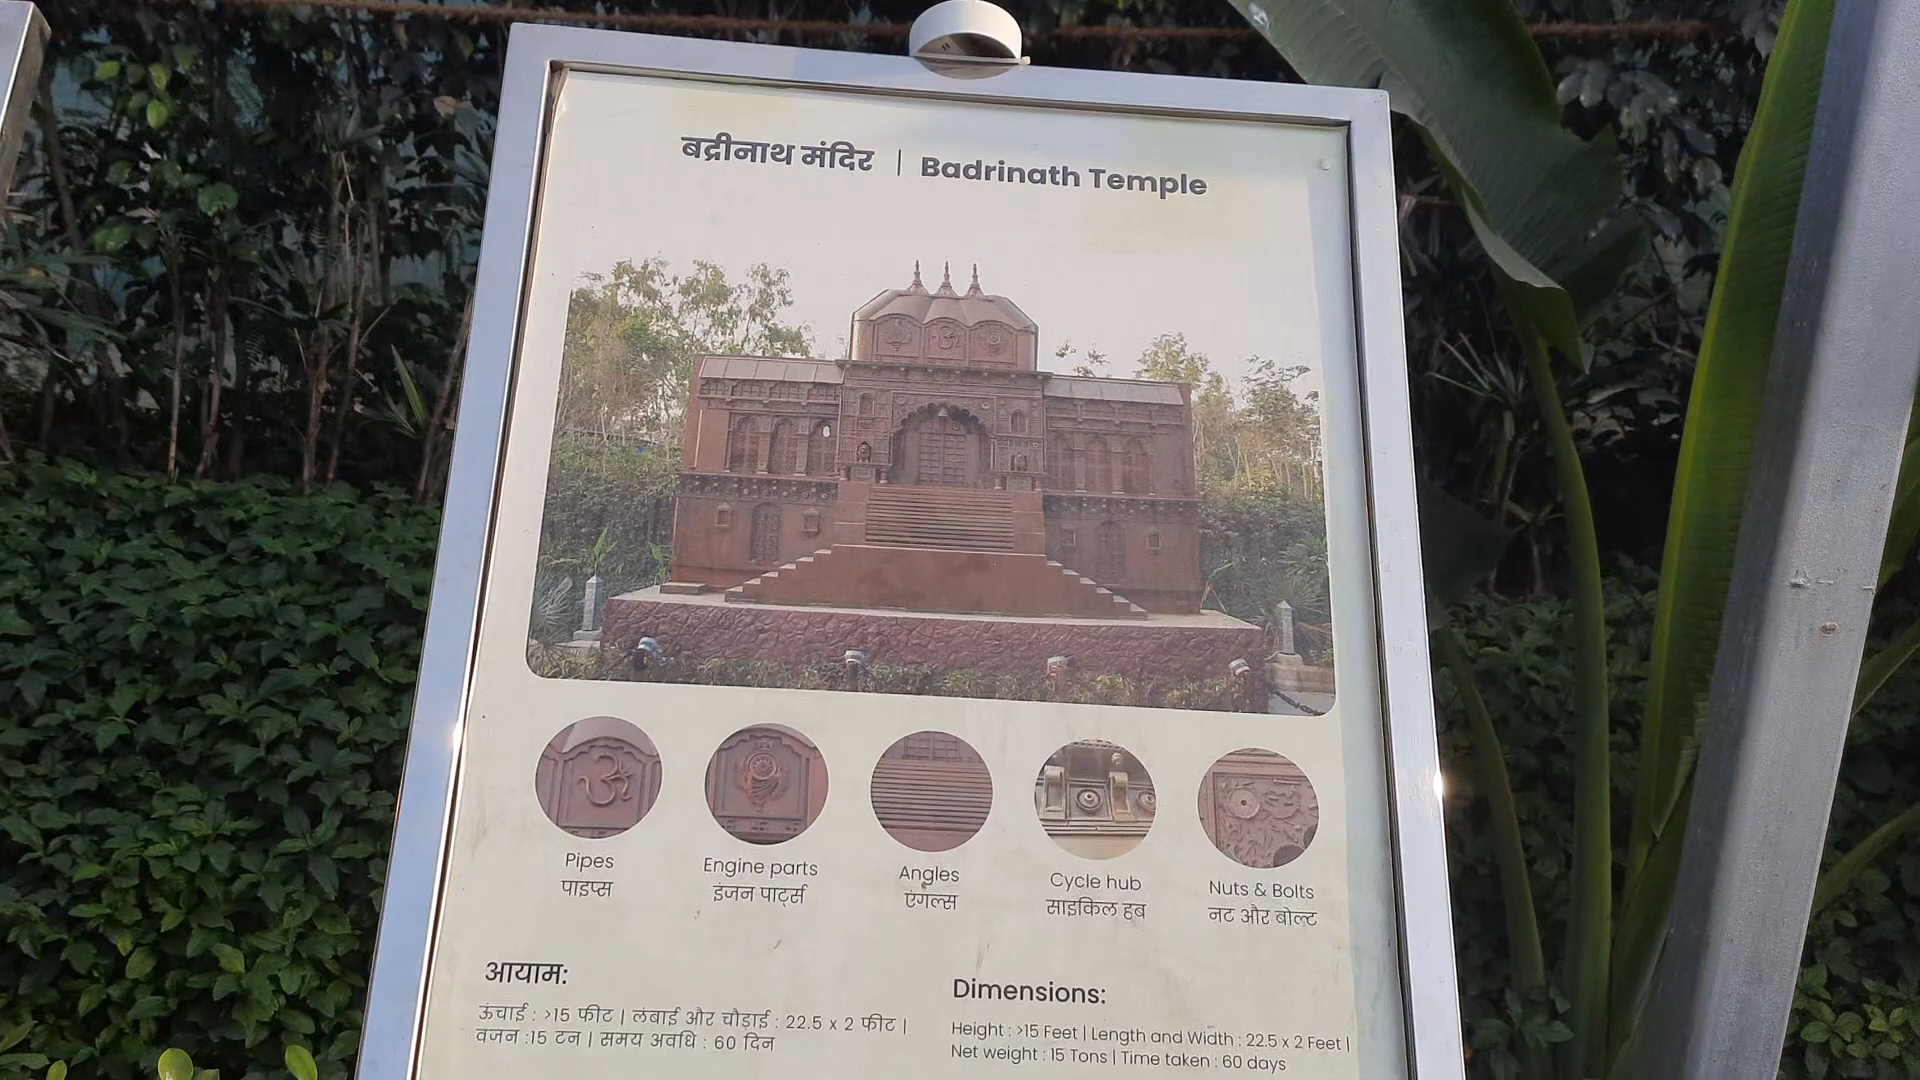 बद्रीनाथ मंदिर | Badrinath Temple
Pipes
पाइप्स
Engine parts
इंजन पार्ट्स
Angles
एंगल्स
Cycle hub
साइकिल हब
Nuts & Bolts
नट और बोल्ट
आयाम:
ऊंचाई : >15 फीट | लंबाई और चौड़ाई : 22.5 x 2 फीट |
वजन :15 टन | समय अवधि : 60 दिन
Dimensions:
Height : >15 Feet | Length and Width : 22.5 x 2 Feet |
Net weight : 15 Tons | Time taken : 60 days